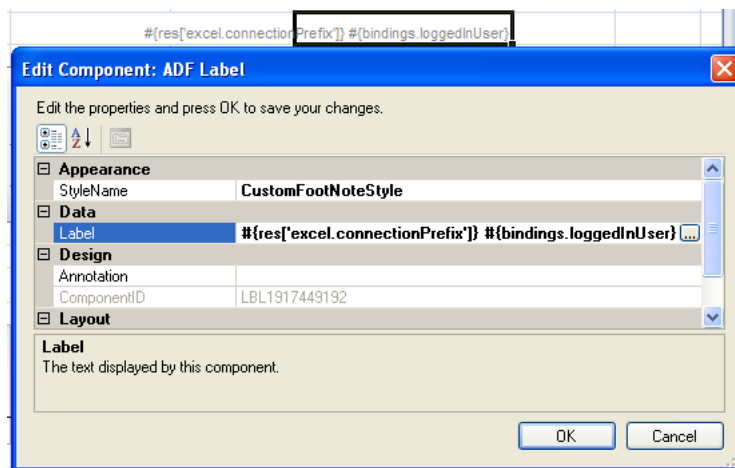 #{res['excel.connectionPrefix']} #{bindings.loggedInUser}
Edit Component: ADF Label
Edit the properties and press OK to save your changes.
Appearance
StyleName CustomFootNoteStyle
Data
Label #{res['excel.connectionPrefix']} #{bindings.loggedInUser} ...
Design
Annotation
ComponentID LBL1917449192
Layout
Label
The text displayed by this component.
OK Cancel